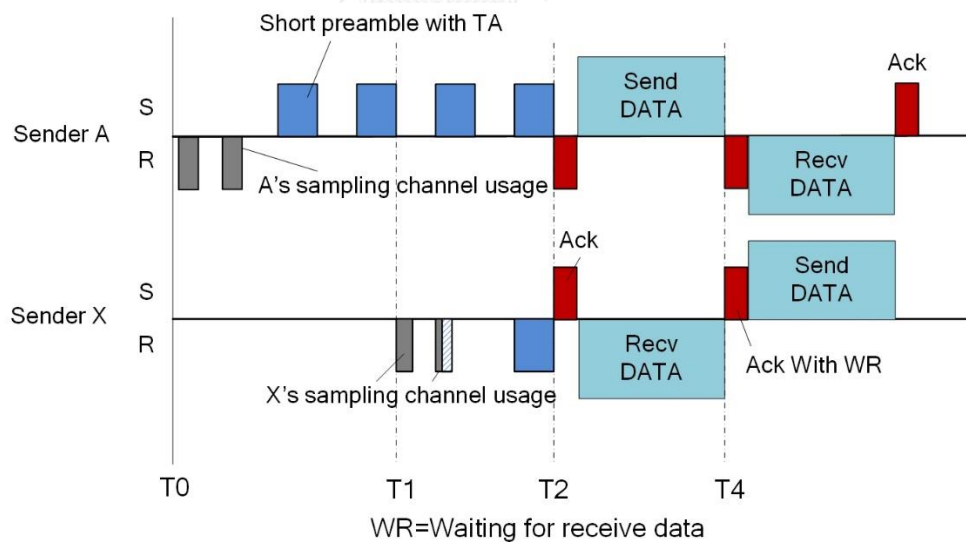 Short preamble with TA
Ack
S
Send
DATA
Sender A
R
A's sampling channel usage
Recv
DATA
Ack
Send
DATA
S
Sender X
R
Recv
DATA
Ack With WR
X's sampling channel usage
T0
T1
T2
T4
WR=Waiting for receive data